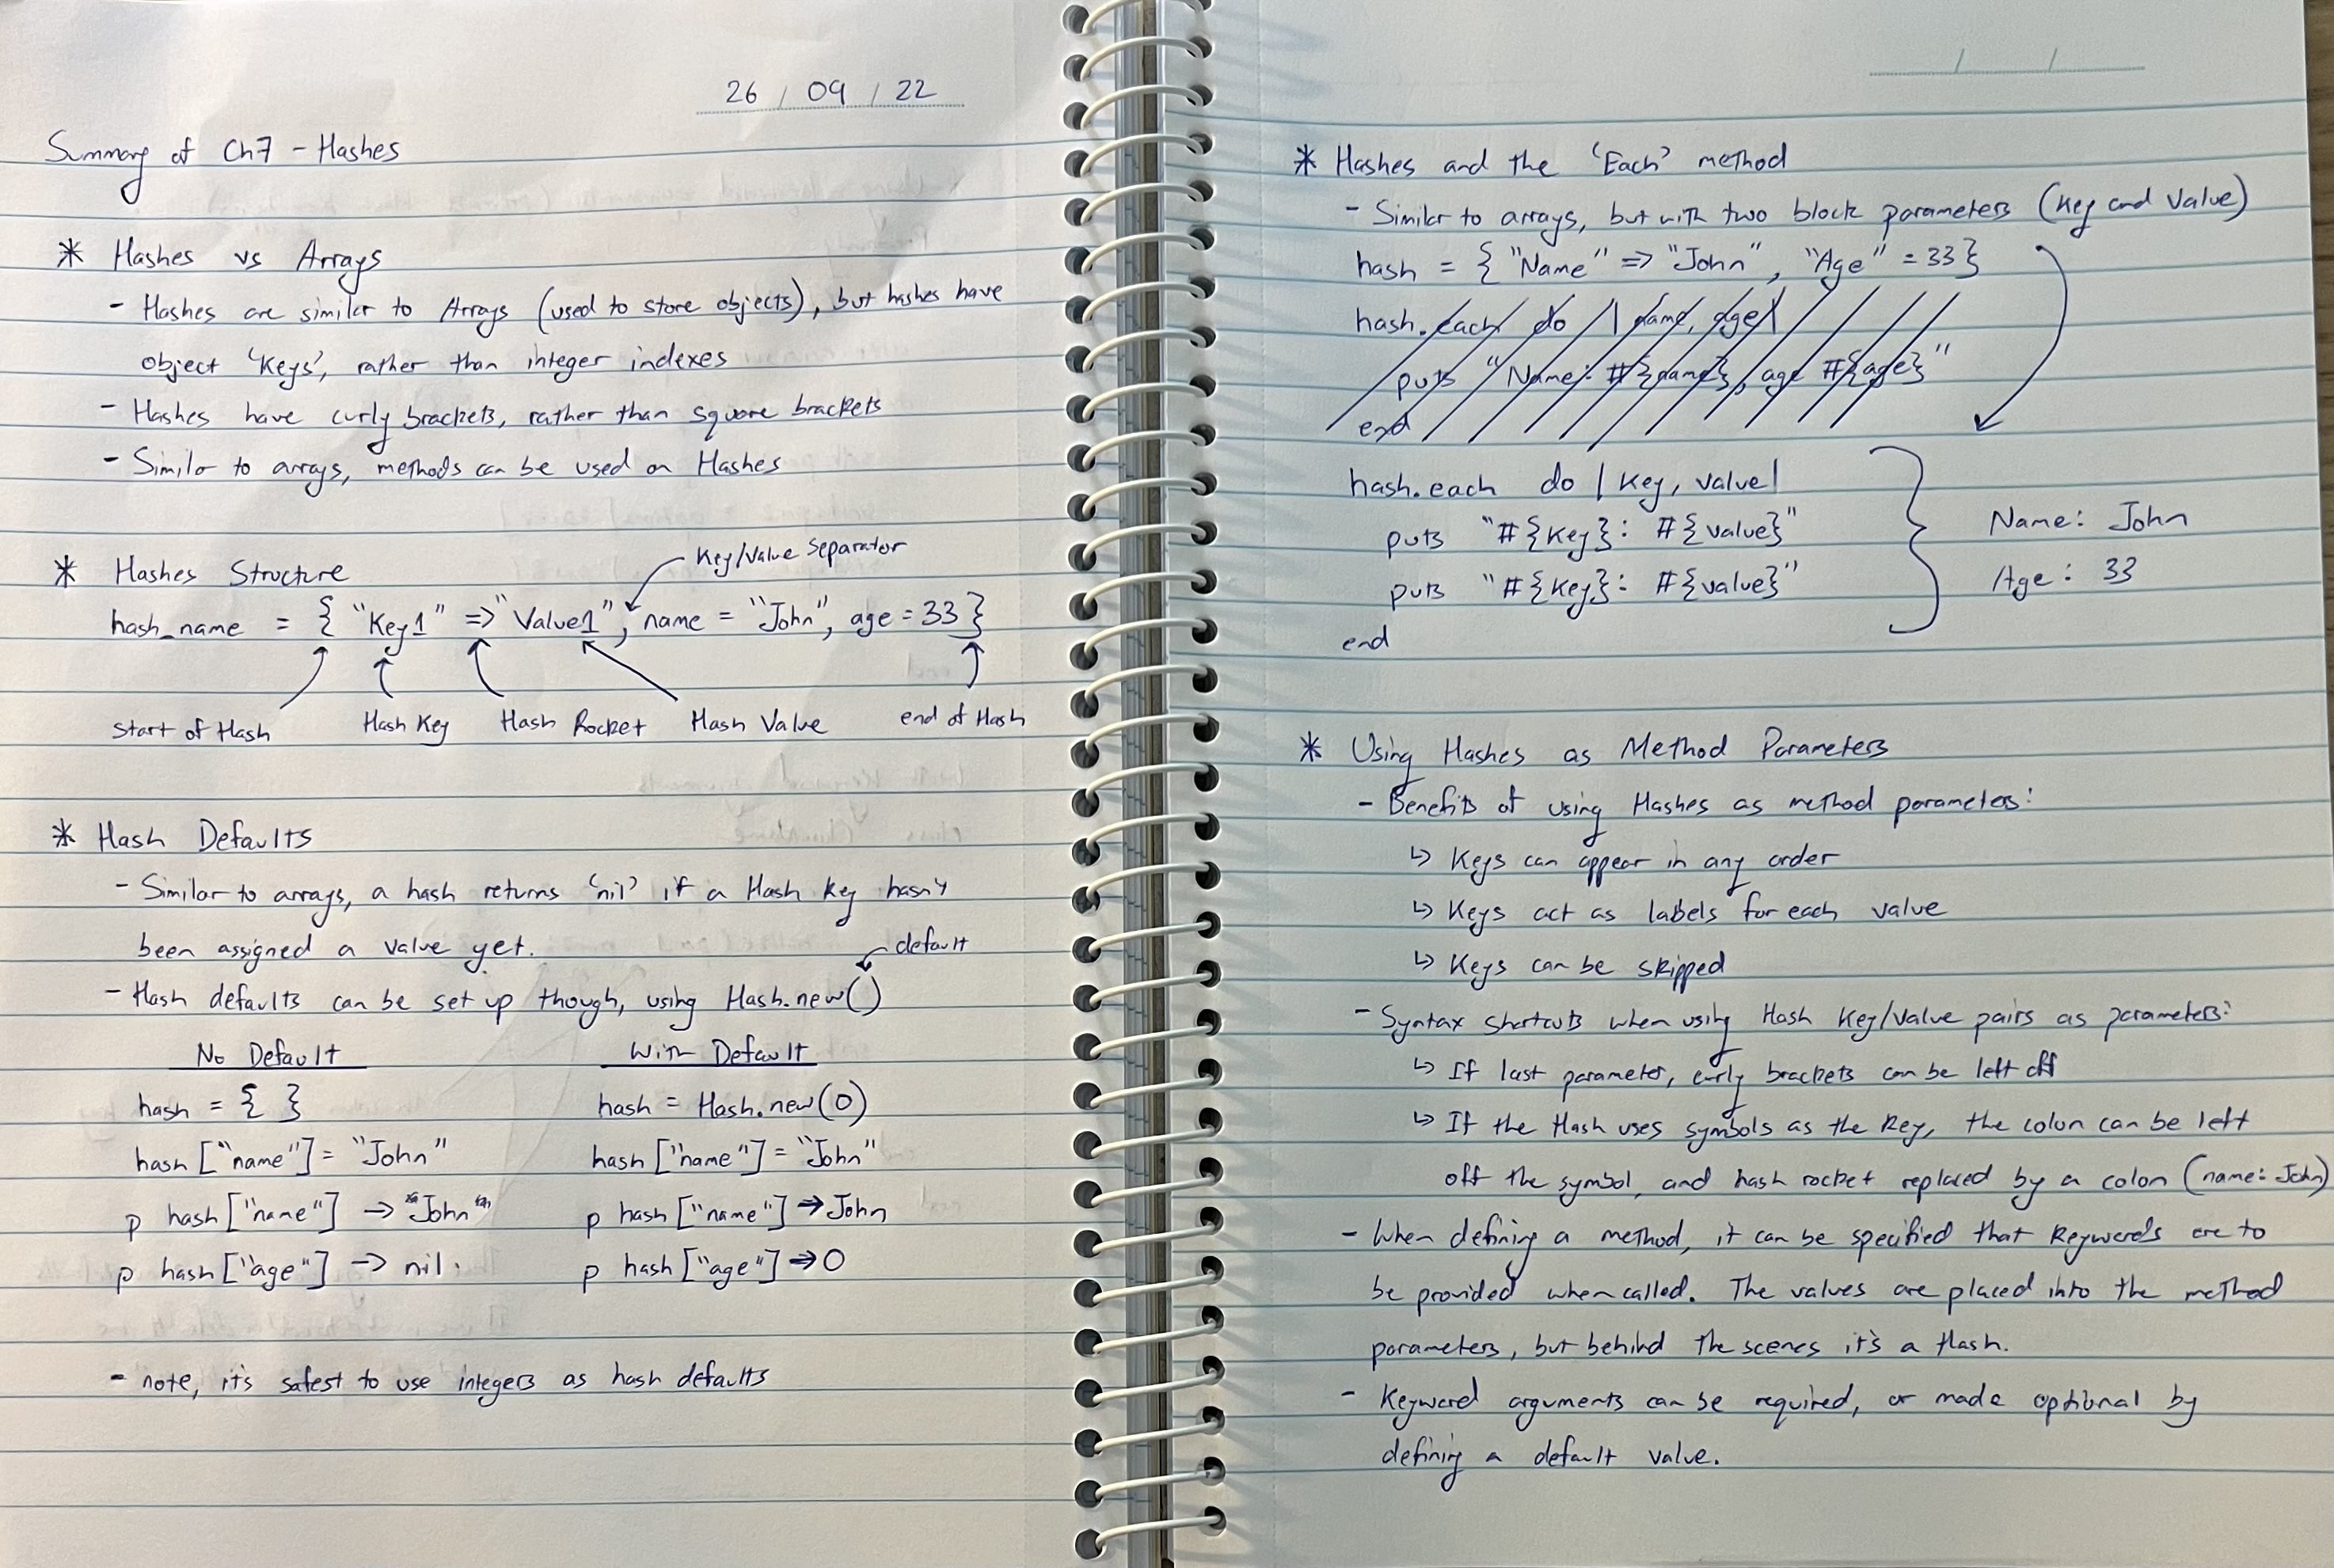 26 / 09 / 22
Summary of Ch7 - Hashes
* Hashes vs Arrays
- Hashes are similar to Arrays (used to store objects), but hashes have
object 'Keys', rather than integer indexes
- Hashes have curly brackets, rather than square brackets
- Similar to arrays, methods can be used on Hashes
Key/Value Separator
* Hashes Structure
hash_name = { "Key1" => "Value1", name = "John", age = 33 }
start of Hash Hash Key Hash Rocket Hash Value end of Hash
* Hash Defaults
- Similar to arrays, a hash returns 'nil' if a Hash Key hasn't
been assigned a value yet.
default
- Hash defaults can be set up though, using Hash.new()
No Default With Default
hash = { } hash = Hash.new(0)
hash ["name"] = "John" hash ["name"] = "John"
p hash ["name"] -> "John" p hash ["name"] => John
p hash ["age"] -> nil. p hash ["age"] => 0
- note, it's safest to use integers as hash defaults
/ /
* Hashes and the 'Each' method
- Similar to arrays, but with two block parameters (Key and Value)
hash = { "Name" => "John", "Age" = 33 }
hash.each do |name, age|
puts "Name: #{name}, age #{age}"
end
hash.each do |Key, value|
puts "#{Key}: #{value}"
puts "#{Key}: #{value}"
end
Name: John
Age: 33
* Using Hashes as Method Parameters
- Benefits of using Hashes as method parameters:
↳ Keys can appear in any order
↳ Keys act as labels for each value
↳ Keys can be skipped
- Syntax shortcuts when using Hash Key/Value pairs as parameters:
↳ If last parameter, curly brackets can be left off
↳ If the Hash uses symbols as the Key, the colon can be left
off the symbol, and hash rocket replaced by a colon (name: John)
- When defining a method, it can be specified that Keywords are to
be provided when called. The values are placed into the method
parameters, but behind the scenes it's a Hash.
- Keyword arguments can be required, or made optional by
defining a default value.